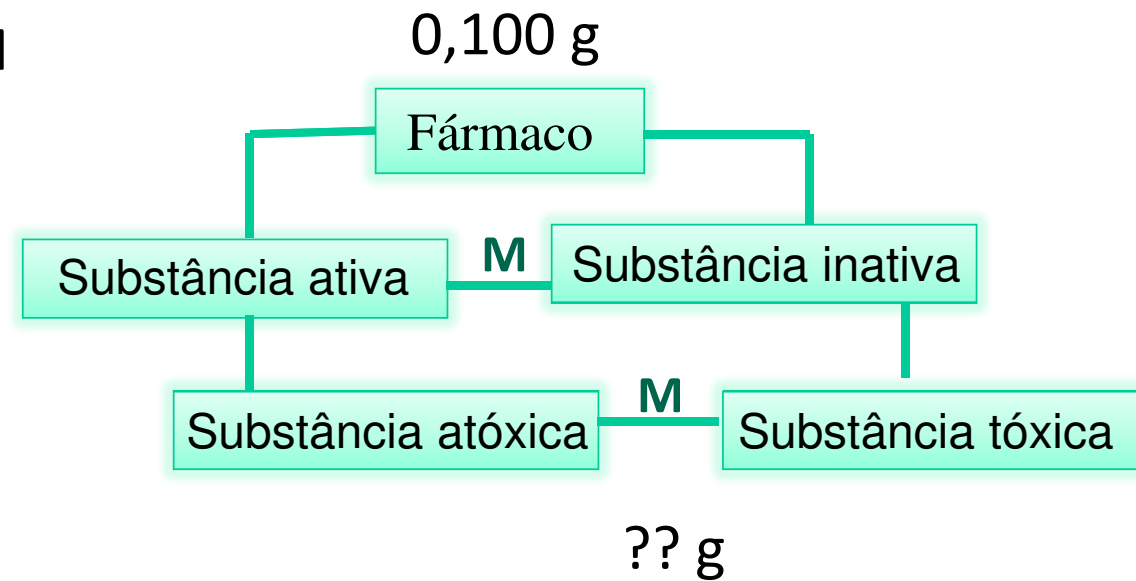 0,100 g
Fármaco
Substância ativa
M
Substância inativa
Substância atóxica
M
Substância tóxica
?? g